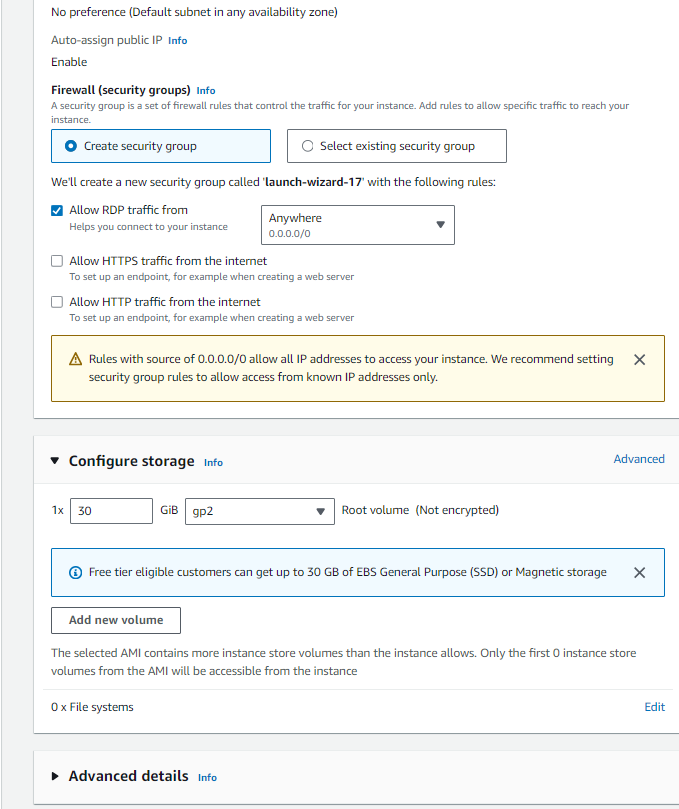 No preference (Default subnet in any availability zone)
Auto-assign public IP Info
Enable
Firewall (security groups) Info
A security group is a set of firewall rules that control the traffic for your instance. Add rules to allow specific traffic to reach your
instance.
Create security group
Select existing security group
We'll create a new security group called 'launch-wizard-17' with the following rules:
Allow RDP traffic from
Helps you connect to your instance
Anywhere
0.0.0.0/0
Allow HTTPS traffic from the internet
To set up an endpoint, for example when creating a web server
Allow HTTP traffic from the internet
To set up an endpoint, for example when creating a web server
Rules with source of 0.0.0.0/0 allow all IP addresses to access your instance. We recommend setting
security group rules to allow access from known IP addresses only.
Configure storage Info
Advanced
1x 30 GiB gp2 Root volume (Not encrypted)
Free tier eligible customers can get up to 30 GB of EBS General Purpose (SSD) or Magnetic storage
Add new volume
The selected AMI contains more instance store volumes than the instance allows. Only the first 0 instance store
volumes from the AMI will be accessible from the instance
0 x File systems
Edit
Advanced details Info